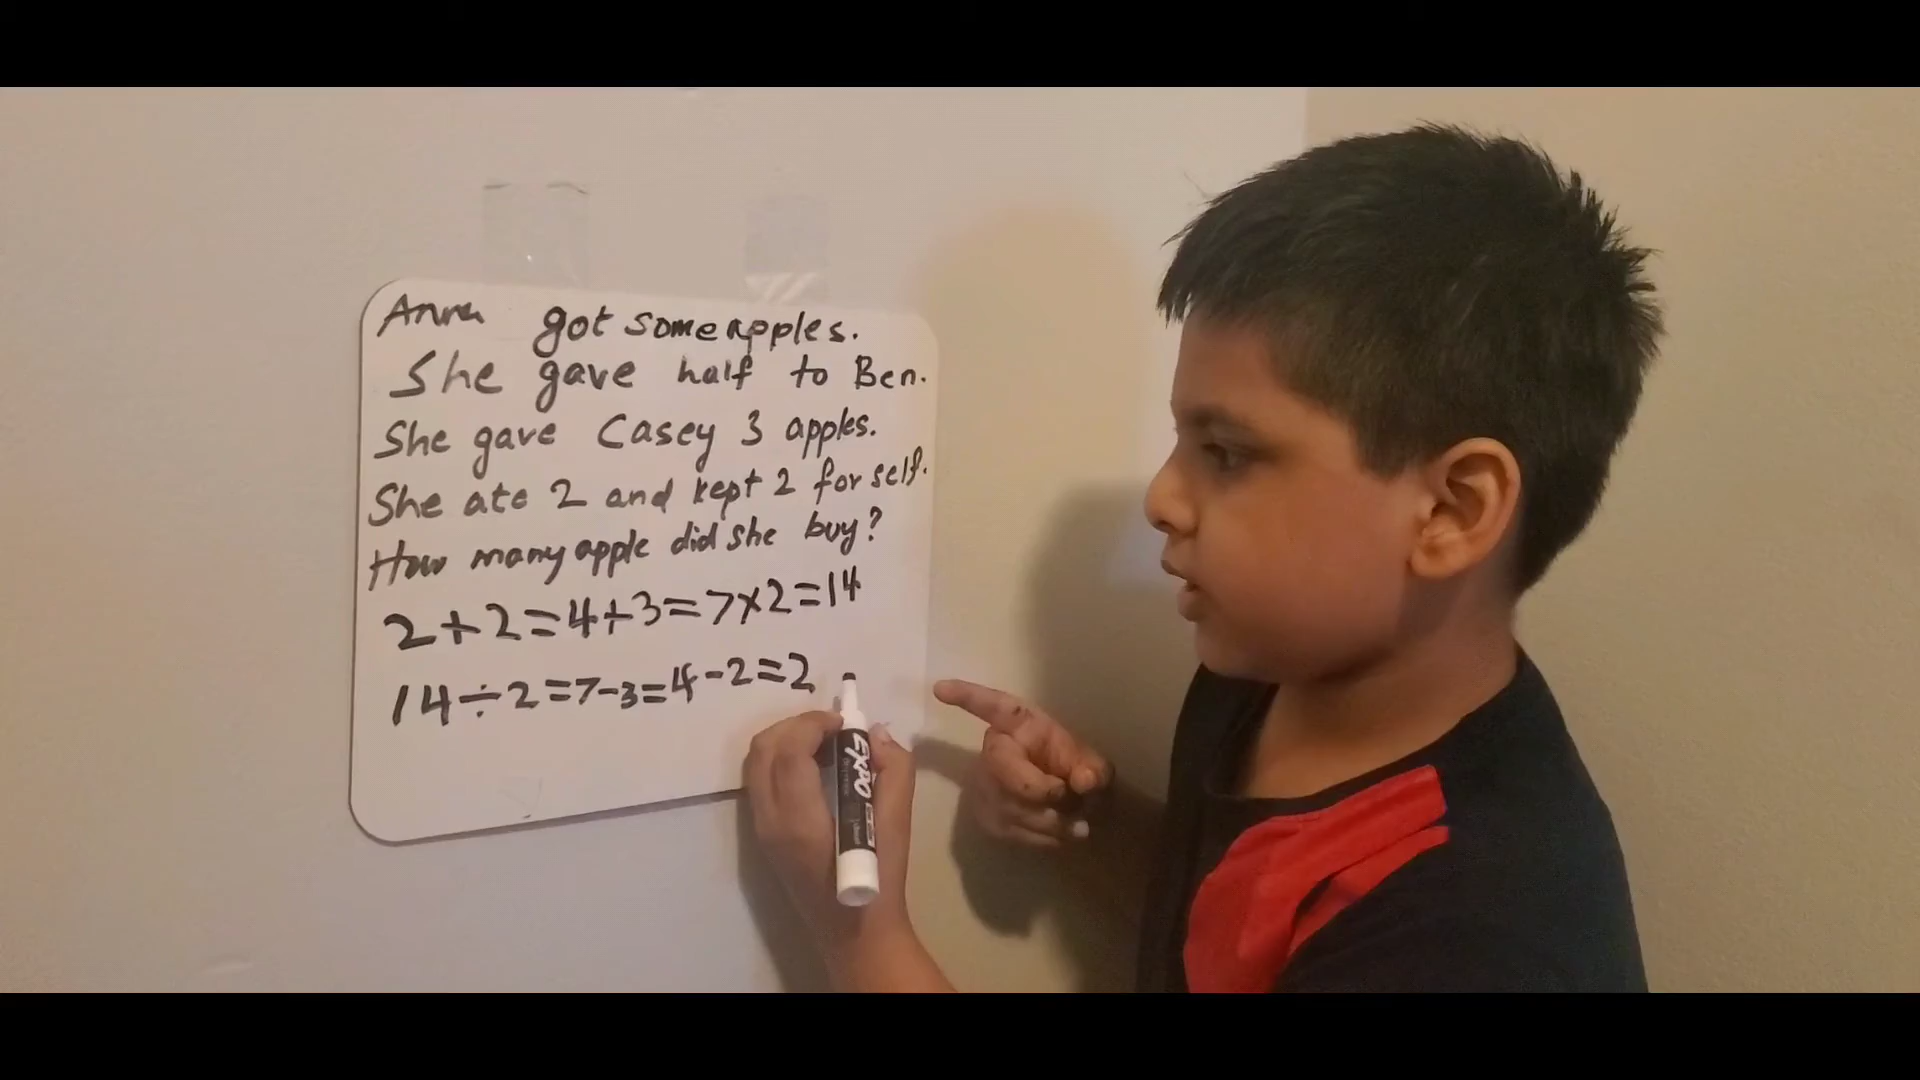 Anna got some apples.
She gave half to Ben.
She gave Casey 3 apples.
She ate 2 and kept 2 for self.
How many apple did she buy?
2+2=4+3=7×2=14
14÷2=7-3=4-2=2
EXPO